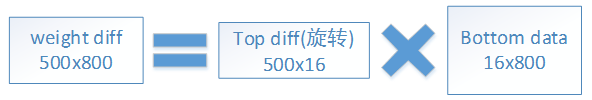 weight diff
500x800
Top diff(旋转)
500x16
Bottom data
16x800